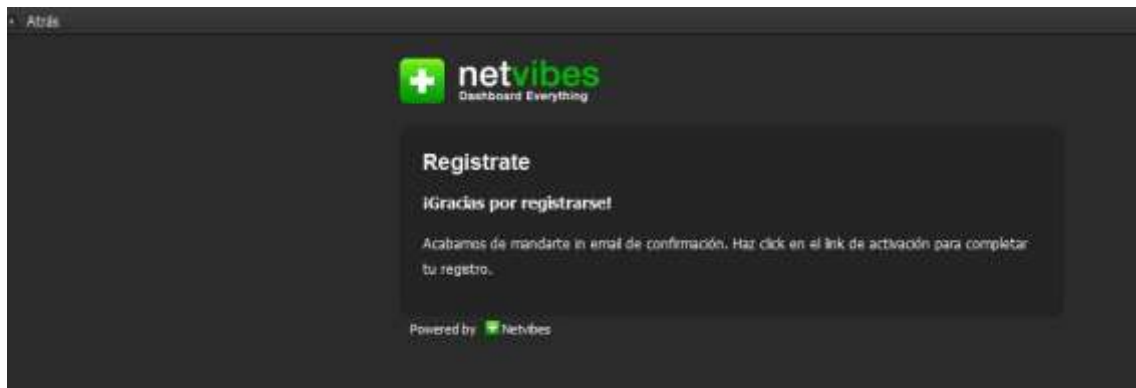 Atrás
netvibes
Dashboard Everything
Registrate
¡Gracias por registrarse!
Acabamos de mandarte in email de confirmación. Haz click en el link de activación para completar
tu registro.
Powered by Netvibes